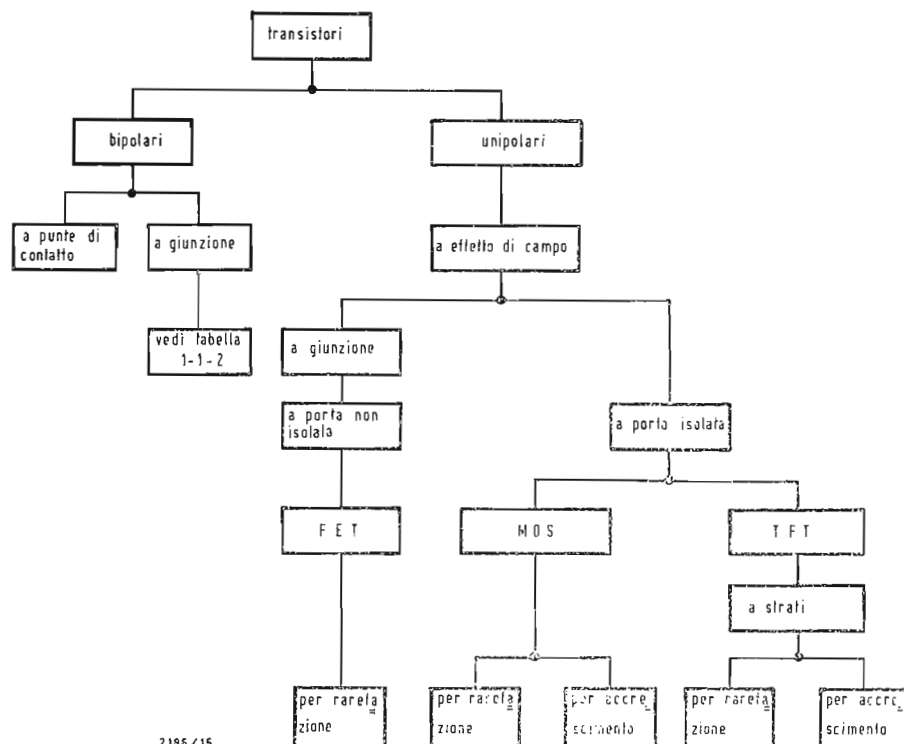 transistori
bipolari
unipolari
a punte di
contatto
a giunzione
a effetto di campo
vedi tabella
1-1-2
a giunzione
a porta non
isolata
a porta isolata
FET
MOS
TFT
a strati
per rarefa
zione
per rarefa
zione
per accre
scimento
per rarefa
zione
per accre
scimento
2195/15